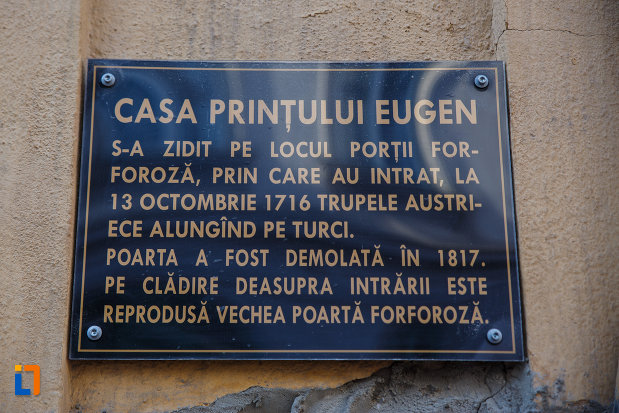 CASA PRINȚULUI EUGEN
S-A ZIDIT PE LOCUL PORȚII FOR-
FOROZĂ, PRIN CARE AU INTRAT, LA
13 OCTOMBRIE 1716 TRUPELE AUSTRI-
ECE ALUNGÎND PE TURCI.
POARTA A FOST DEMOLATĂ ÎN 1817.
PE CLĂDIRE DEASUPRA INTRĂRII ESTE
REPRODUSĂ VECHEA POARTĂ FORFOROZĂ.